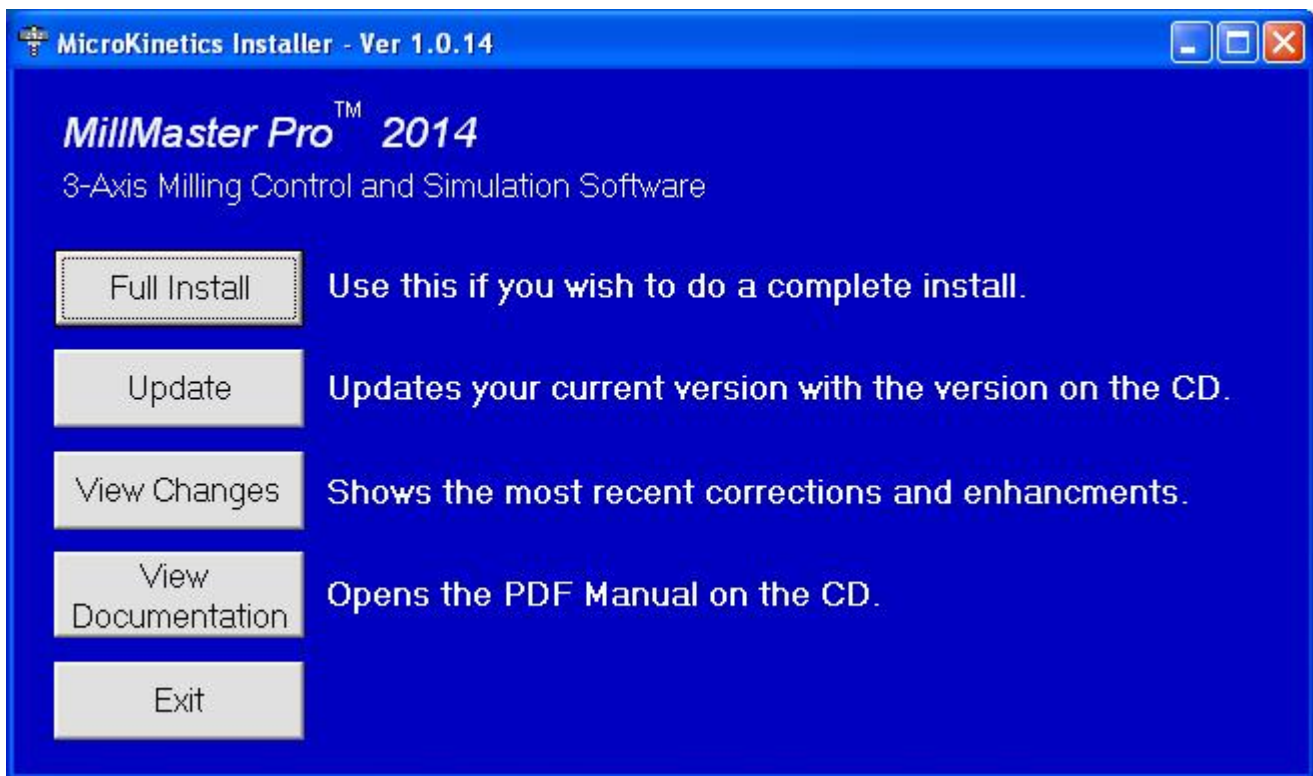 MicroKinetics Installer - Ver 1.0.14
MillMaster Pro™ 2014
3-Axis Milling Control and Simulation Software
Full Install Use this if you wish to do a complete install.
Update Updates your current version with the version on the CD.
View Changes Shows the most recent corrections and enhancments.
View
Documentation Opens the PDF Manual on the CD.
Exit